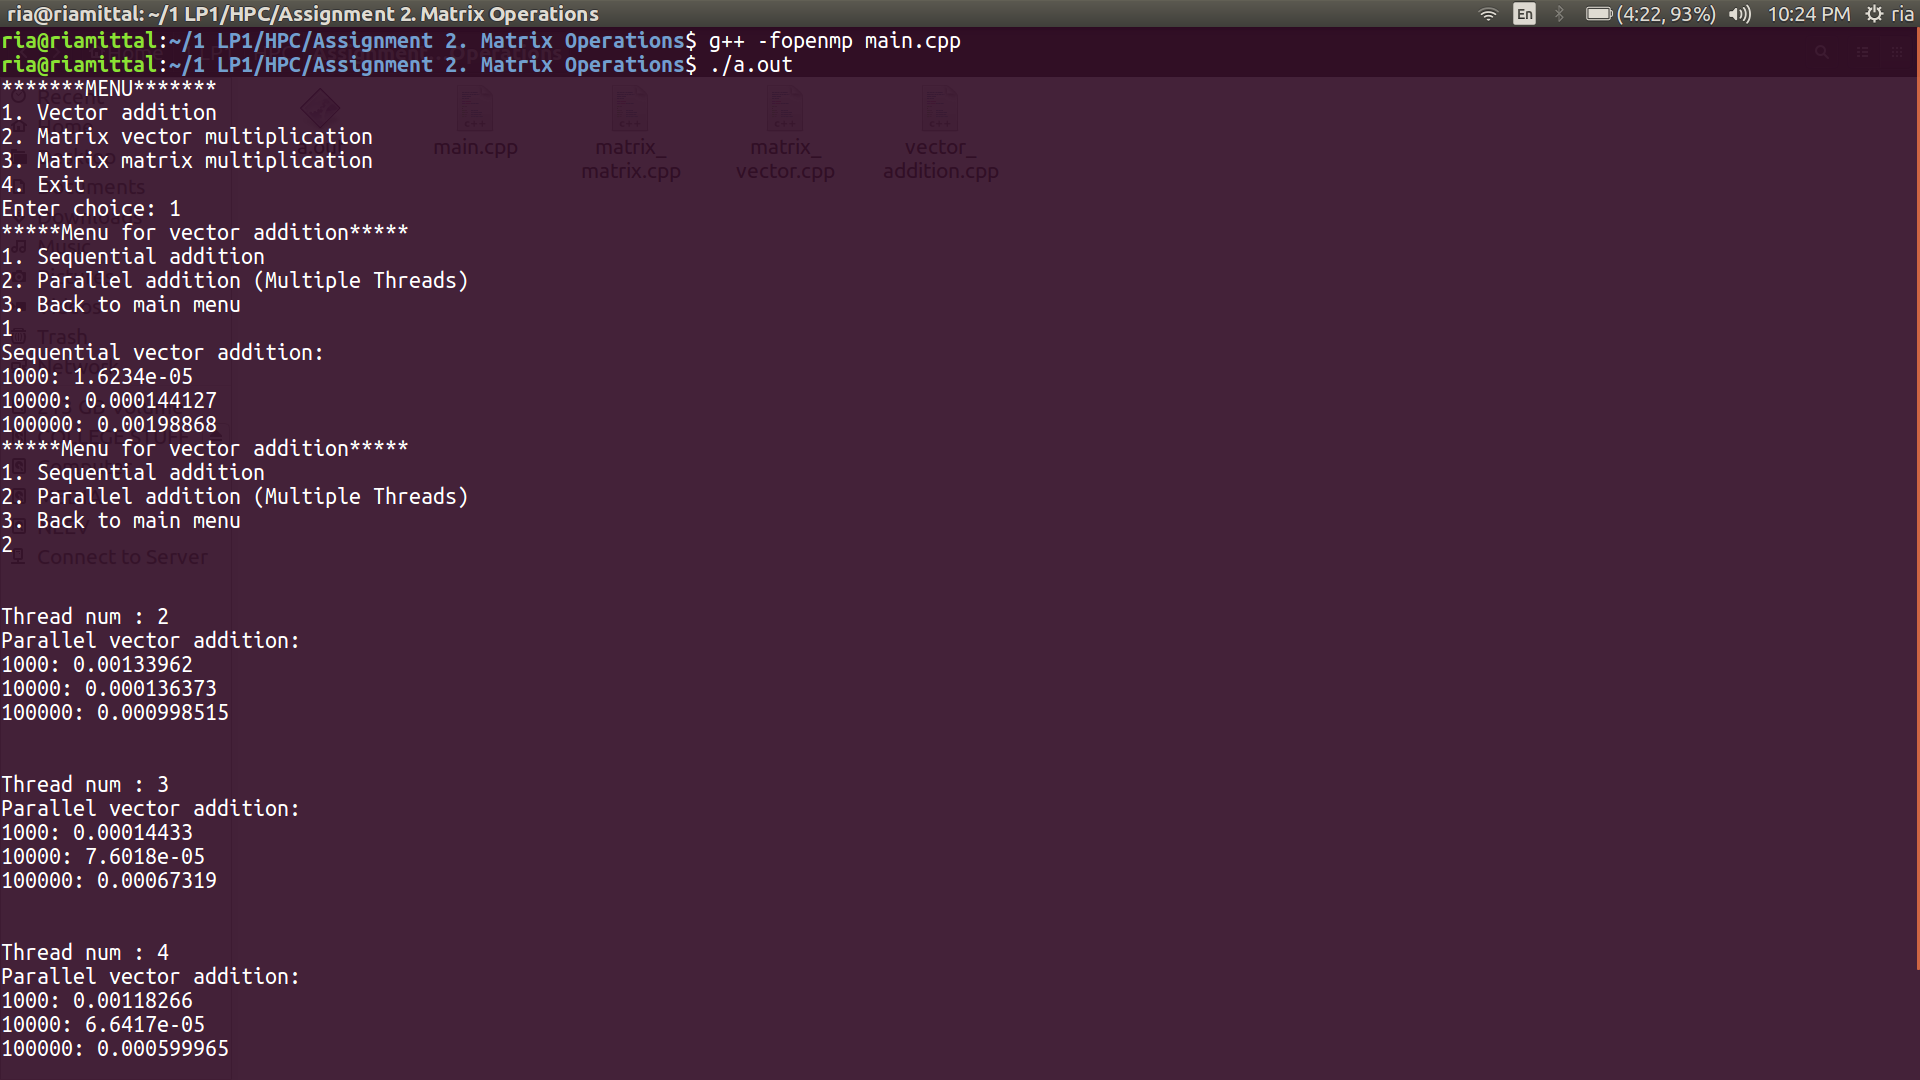 ria@riamittal: ~/1 LP1/HPC/Assignment 2. Matrix Operations
En
(4:22, 93%)
10:24 PM
ria
ria@riamittal:~/1 LP1/HPC/Assignment 2. Matrix Operations$ g++ -fopenmp main.cpp
ria@riamittal:~/1 LP1/HPC/Assignment 2. Matrix Operations$ ./a.out
*******MENU*******
1. Vector addition
2. Matrix vector multiplication
3. Matrix matrix multiplication
4. Exit
Enter choice: 1
*****Menu for vector addition*****
1. Sequential addition
2. Parallel addition (Multiple Threads)
3. Back to main menu
1
Sequential vector addition:
1000: 1.6234e-05
10000: 0.000144127
100000: 0.00198868
*****Menu for vector addition*****
1. Sequential addition
2. Parallel addition (Multiple Threads)
3. Back to main menu
2
Thread num : 2
Parallel vector addition:
1000: 0.00133962
10000: 0.000136373
100000: 0.000998515
Thread num : 3
Parallel vector addition:
1000: 0.00014433
10000: 7.6018e-05
100000: 0.00067319
Thread num : 4
Parallel vector addition:
1000: 0.00118266
10000: 6.6417e-05
100000: 0.000599965
a.out
main.cpp
matrix_
matrix.cpp
matrix_
vector.cpp
vector_
addition.cpp
Recent
Music
Trash
Connect to Server